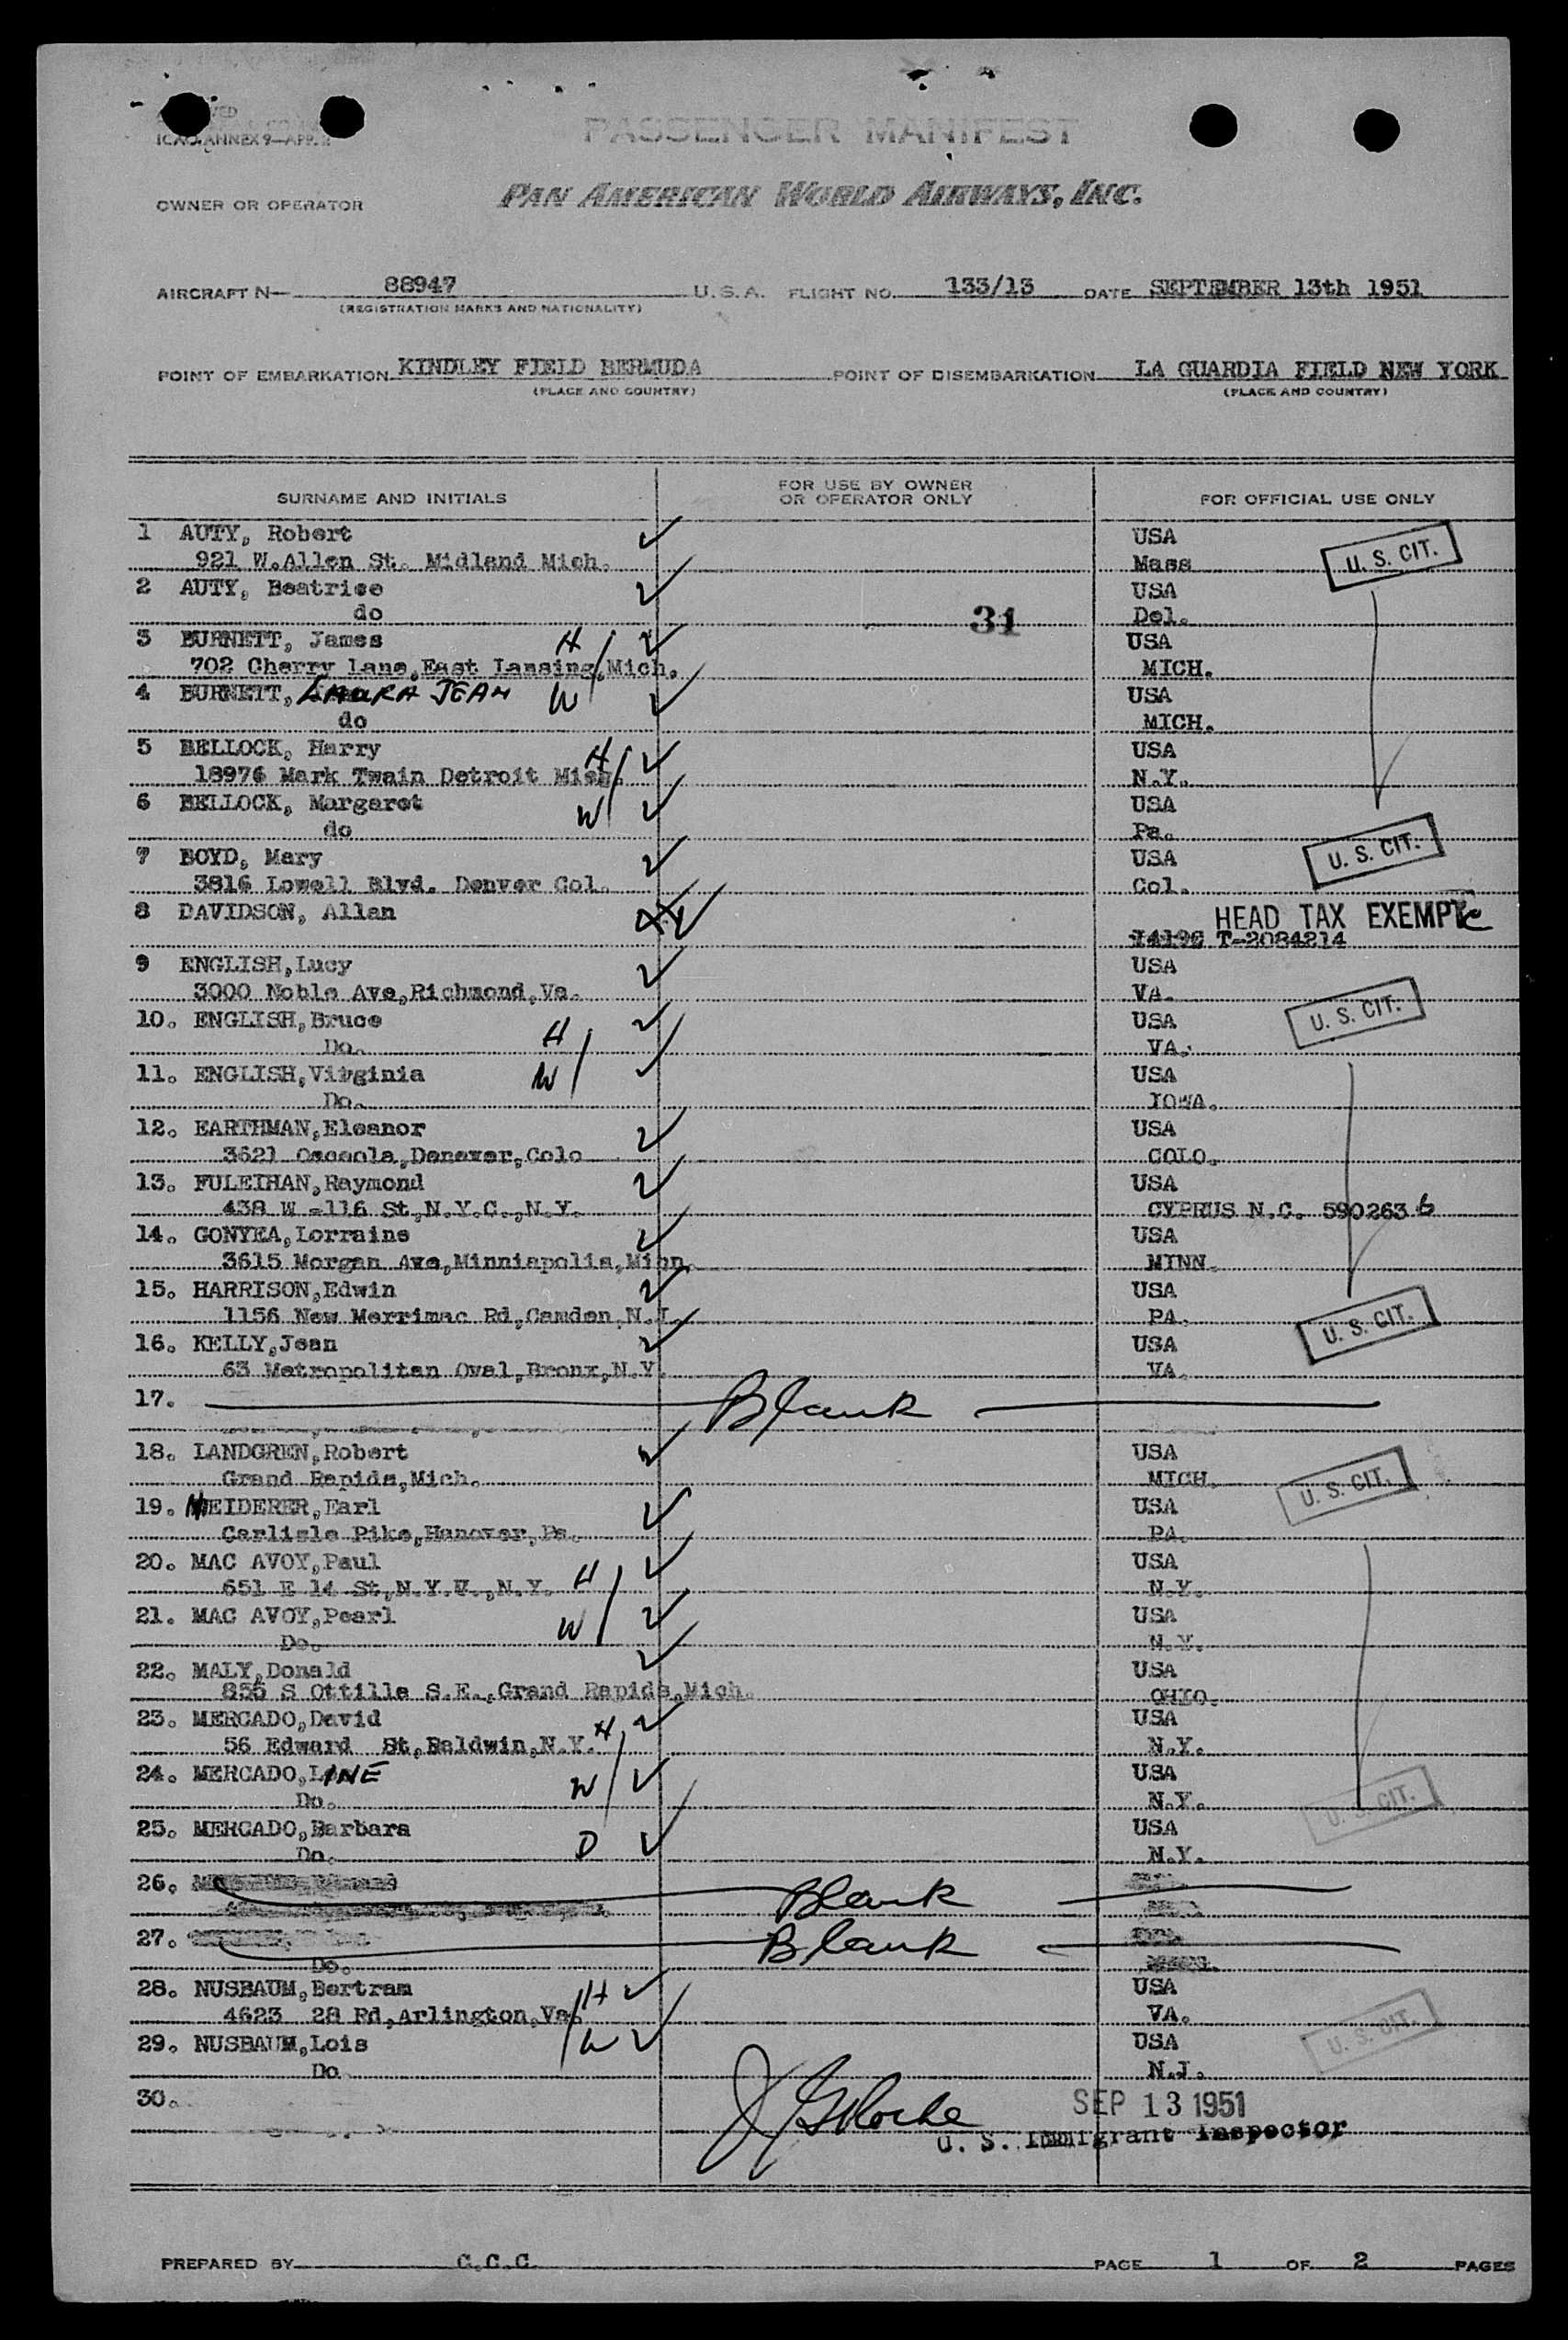 ICAO ANNEX 9—APP.
PASSENGER MANIFEST
OWNER OR OPERATOR
PAN AMERICAN WORLD AIRWAYS, INC.
AIRCRAFT N— 88947 U.S.A. FLIGHT NO. 133/13 DATE SEPTEMBER 13th 1951
(REGISTRATION MARKS AND NATIONALITY)
POINT OF EMBARKATION KINDLEY FIELD BERMUDA POINT OF DISEMBARKATION LA GUARDIA FIELD NEW YORK
(PLACE AND COUNTRY) (PLACE AND COUNTRY)
SURNAME AND INITIALS FOR USE BY OWNER OR OPERATOR ONLY FOR OFFICIAL USE ONLY
1 AUTY, Robert USA
921 W.Allen St. Midland Mich. Mass U. S. CIT.
2 AUTY, Beatrice USA
do 31 Del.
3 BURNETT, James H USA
702 Cherry Lane,East Lansing,Mich. MICH.
4 BURNETT, LAURA JEAN W USA
do MICH.
5 BELLOCK, Harry H USA
18976 Mark Twain Detroit Mich. N.Y.
6 BELLOCK, Margaret W USA
do Pa.
7 BOYD, Mary USA U. S. CIT.
3816 Lowell Blvd. Denver Col. Col.
8 DAVIDSON, Allan HEAD TAX EXEMPT
T-2084214
9 ENGLISH,Lucy USA
3000 Noble Ave,Richmond,Va. VA.
10. ENGLISH,Bruce H USA U. S. CIT.
Do. VA.
11. ENGLISH,Virginia W USA
Do. IOWA.
12. EARTHMAN,Eleanor USA
3621 Osceola,Denever,Colo COLO.
13. FULEIHAN,Raymond USA
438 W -116 St,N.Y.C.,N.Y. CYPRUS N.C. 5902636
14. GONYEA,Lorraine USA
3615 Morgan Ave,Minniapolis,Minn. MINN.
15. HARRISON,Edwin USA
1156 New Merrimac Rd,Camden,N.J. PA. U. S. CIT.
16. KELLY,Jean USA
63 Metropolitan Oval,Bronx,N.Y. VA.
17. Blank
18. LANDGREN,Robert USA
Grand Rapids,Mich. MICH. U. S. CIT.
19. NEIDERER,Earl USA
Carlisle Pike,Hanover,Pa. PA.
20. MAC AVOY,Paul USA
651 E 14 St,N.Y.C.,N.Y. H N.Y.
21. MAC AVOY,Pearl W USA
Do. N.Y.
22. MALY,Donald USA
855 S Ottille S.E.,Grand Rapids,Mich. OHIO.
23. MERCADO,David H USA
56 Edward St,Baldwin,N.Y. N.Y.
24. MERCADO,LINE W USA
Do. N.Y. U. S. CIT.
25. MERCADO,Barbara D USA
Do. N.Y.
26. Blank
27. Blank
Do.
28. NUSBAUM,Bertram H USA
4623 28 Rd,Arlington,Va. VA. U. S. CIT.
29. NUSBAUM,Lois W USA
Do N.J.
30. SEP 13 1951
U. S. Immigrant Inspector
PREPARED BY C.C.C. PAGE 1 OF 2 PAGES